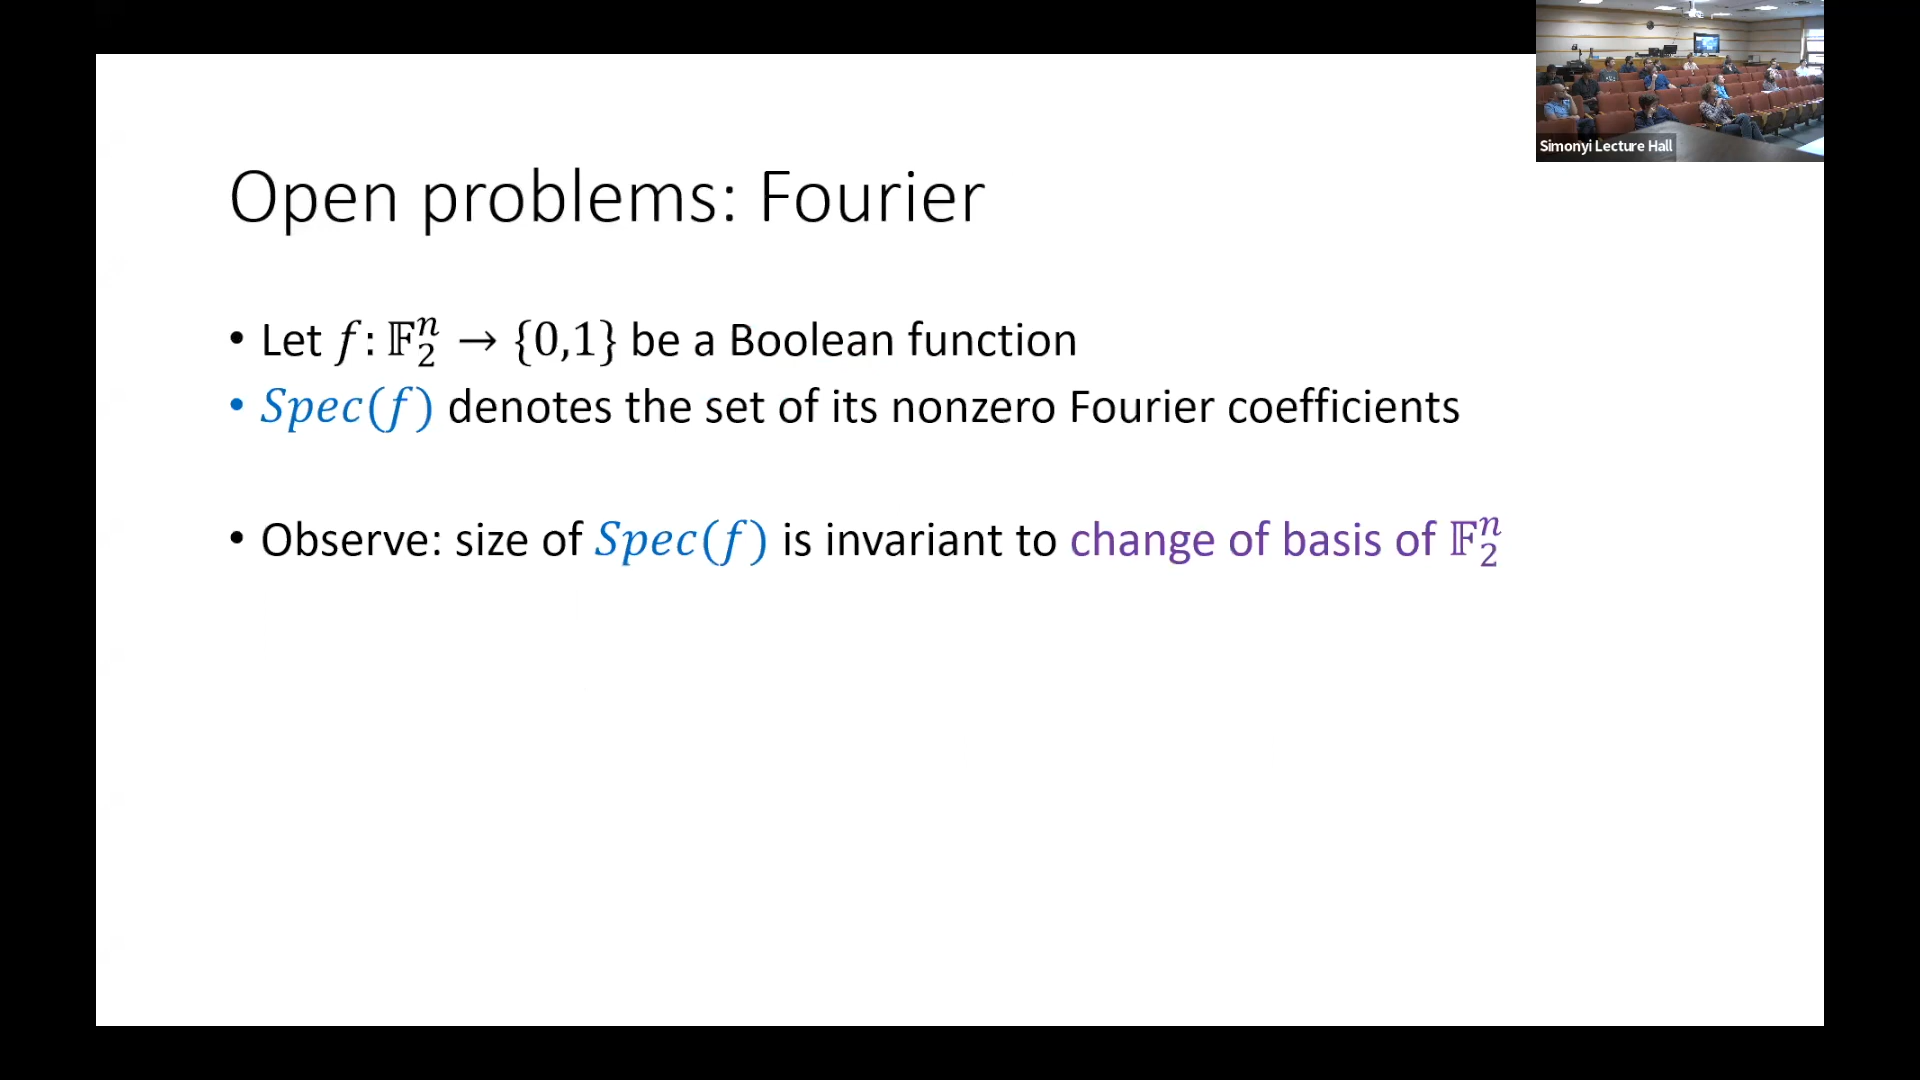 Simonyi Lecture Hall
Open problems: Fourier
• Let 𝑓: 𝔽₂ⁿ → {0,1} be a Boolean function
• 𝑆𝑝𝑒𝑐(𝑓) denotes the set of its nonzero Fourier coefficients
• Observe: size of 𝑆𝑝𝑒𝑐(𝑓) is invariant to change of basis of 𝔽₂ⁿ